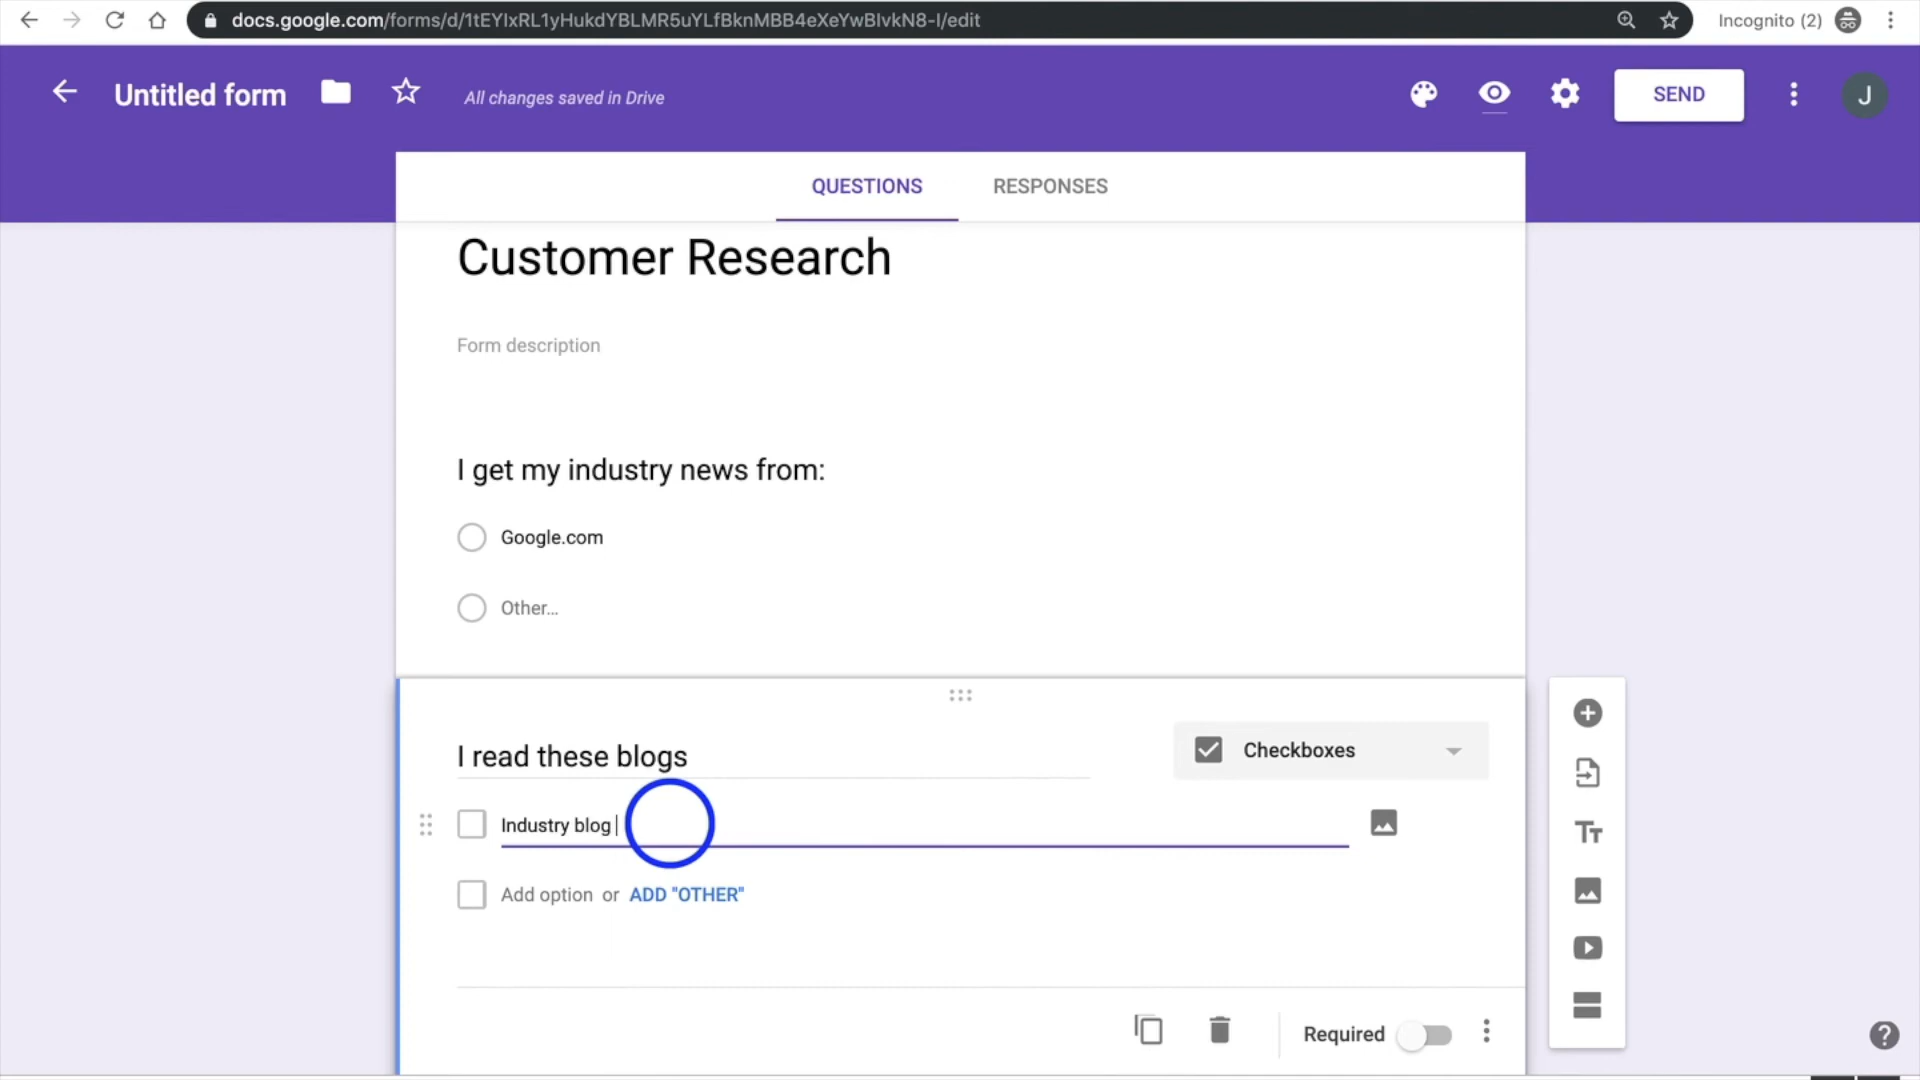 docs.google.com/forms/d/1tEYIxRL1yHukdYBLMR5uYLfBknMBB4eXeYwBIvkN8-I/edit
Incognito (2)
Untitled form
All changes saved in Drive
SEND
J
QUESTIONS
RESPONSES
Customer Research
Form description
I get my industry news from:
Google.com
Other...
I read these blogs
Checkboxes
Industry blog
Add option or ADD "OTHER"
Required